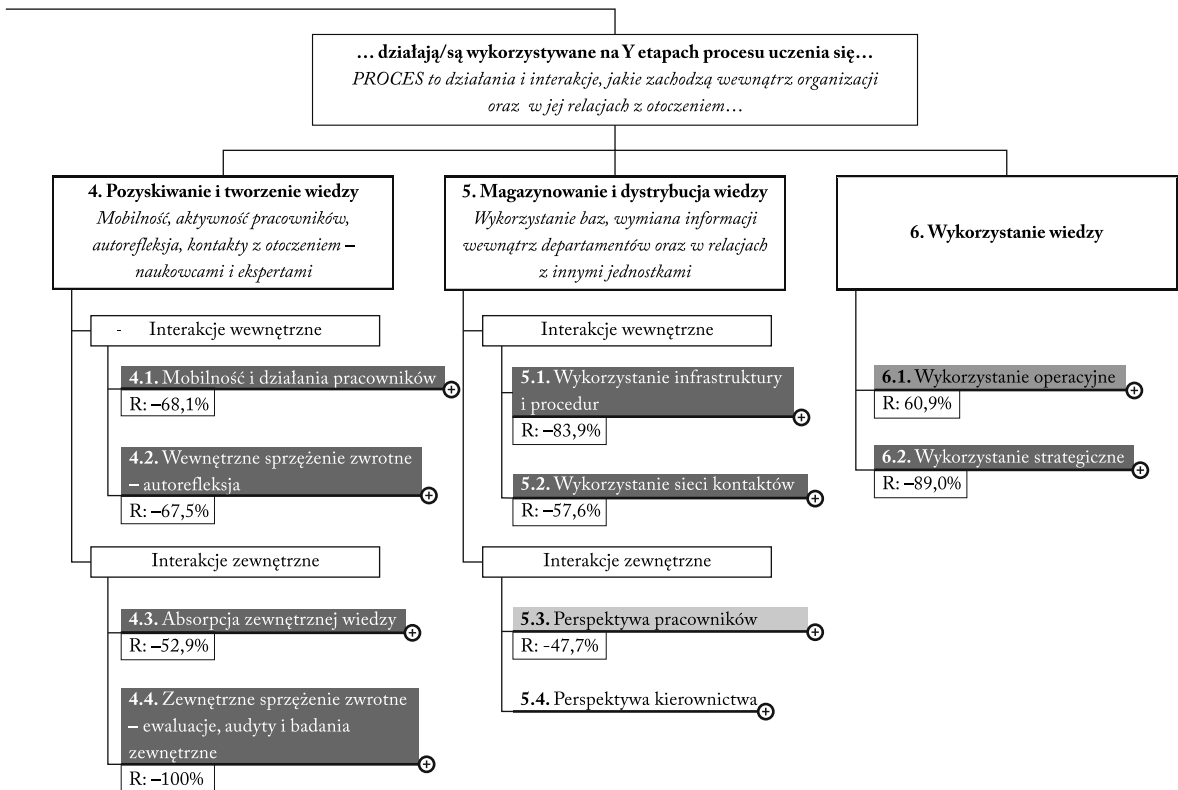 … działają/są wykorzystywane na Y etapach procesu uczenia się…
PROCES to działania i interakcje, jakie zachodzą wewnątrz organizacji
oraz w jej relacjach z otoczeniem…
4. Pozyskiwanie i tworzenie wiedzy
Mobilność, aktywność pracowników,
autorefleksja, kontakty z otoczeniem –
naukowcami i ekspertami
- Interakcje wewnętrzne
4.1. Mobilność i działania pracowników
R: –68,1%
4.2. Wewnętrzne sprzężenie zwrotne
– autorefleksja
R: –67,5%
Interakcje zewnętrzne
4.3. Absorpcja zewnętrznej wiedzy
R: –52,9%
4.4. Zewnętrzne sprzężenie zwrotne
– ewaluacje, audyty i badania
zewnętrzne
R: –100%
5. Magazynowanie i dystrybucja wiedzy
Wykorzystanie baz, wymiana informacji
wewnątrz departamentów oraz w relacjach
z innymi jednostkami
Interakcje wewnętrzne
5.1. Wykorzystanie infrastruktury
i procedur
R: –83,9%
5.2. Wykorzystanie sieci kontaktów
R: –57,6%
Interakcje zewnętrzne
5.3. Perspektywa pracowników
R: -47,7%
5.4. Perspektywa kierownictwa
6. Wykorzystanie wiedzy
6.1. Wykorzystanie operacyjne
R: 60,9%
6.2. Wykorzystanie strategiczne
R: –89,0%